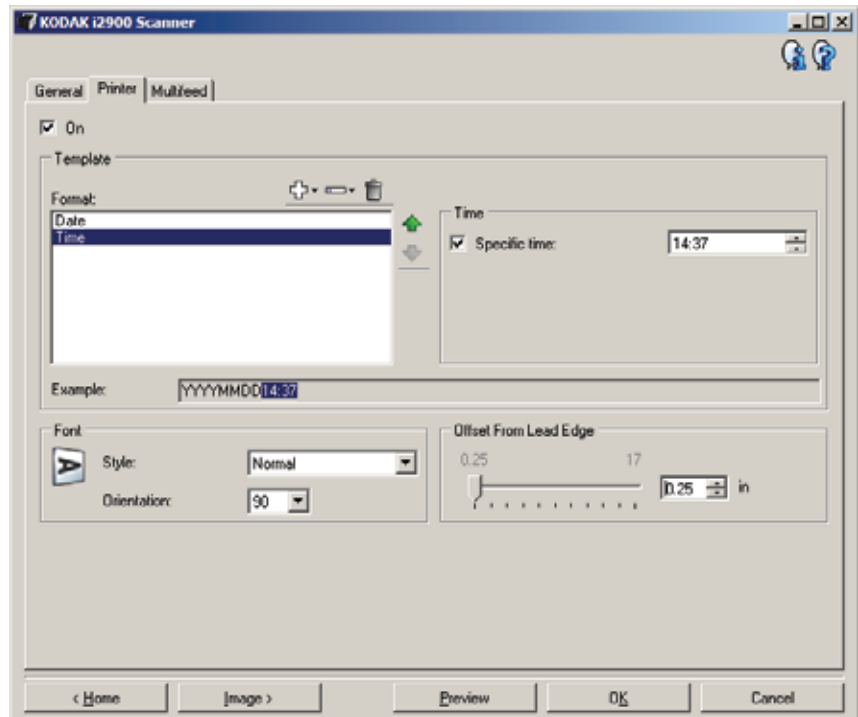 KODAK i2900 Scanner
General Printer Multifeed
On
Template
Format:
Date
Time
Time
Specific time: 14:37
Example: YYYYMMDD14:37
Font
Style: Normal
Orientation: 90
Offset From Lead Edge
0.25 17
0.25 in
< Home Image > Preview OK Cancel